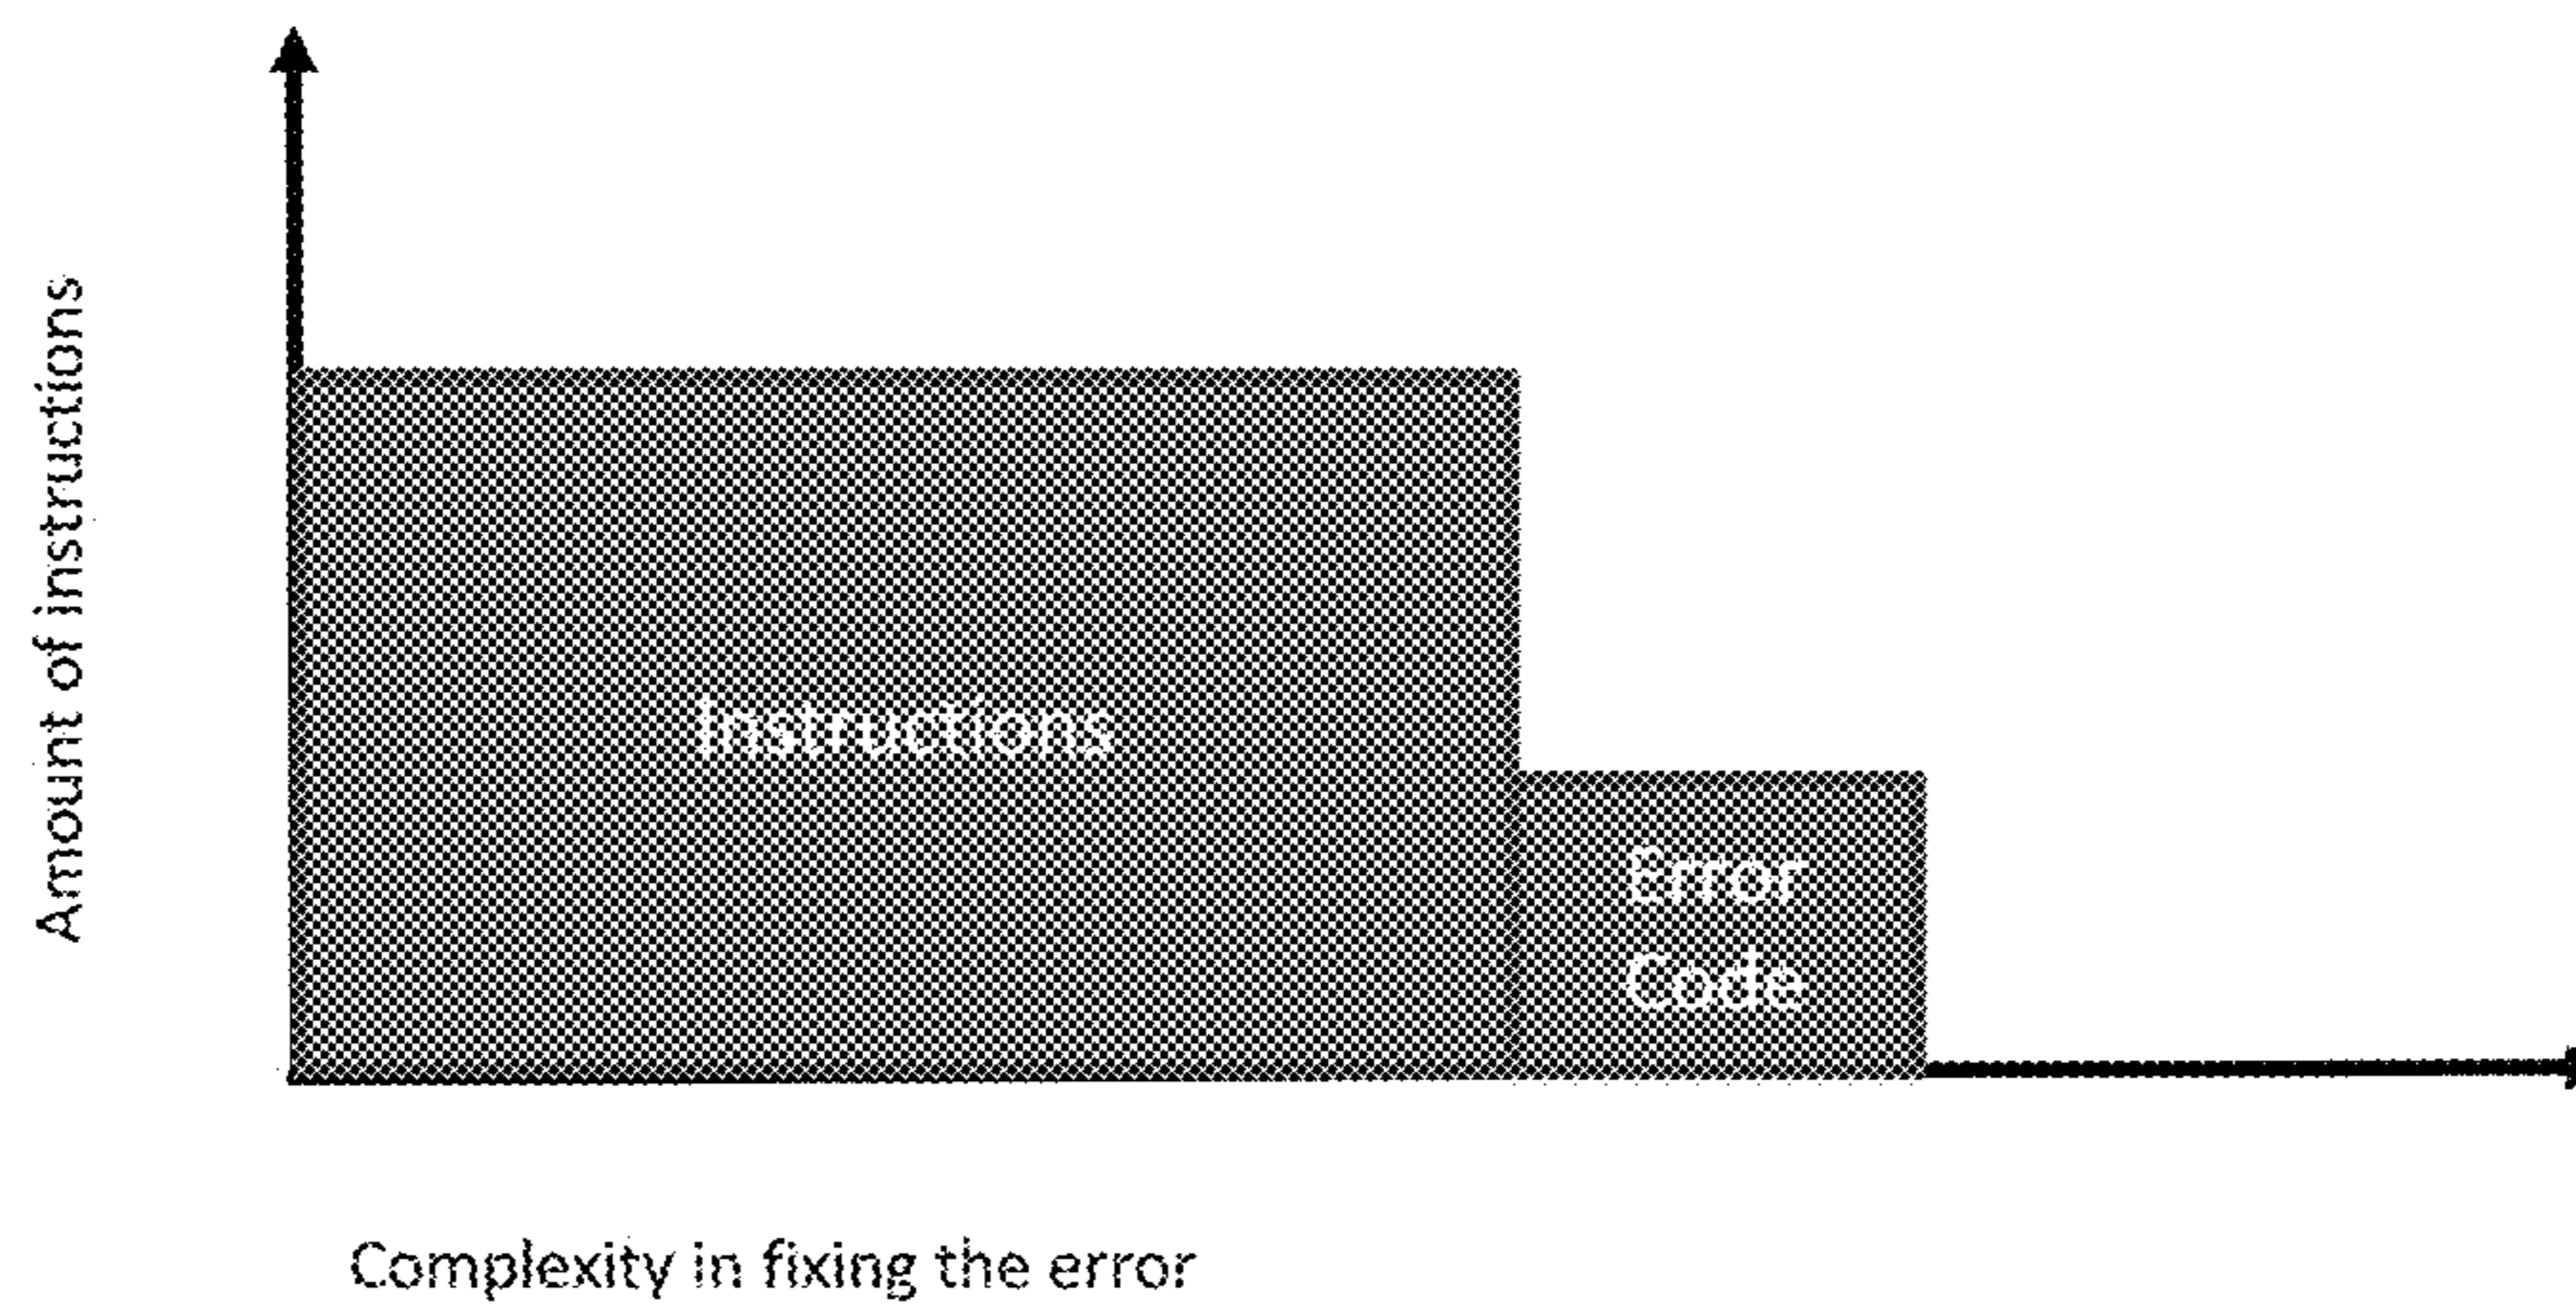 Amount of instructions
Instructions
Error
Code
Complexity in fixing the error